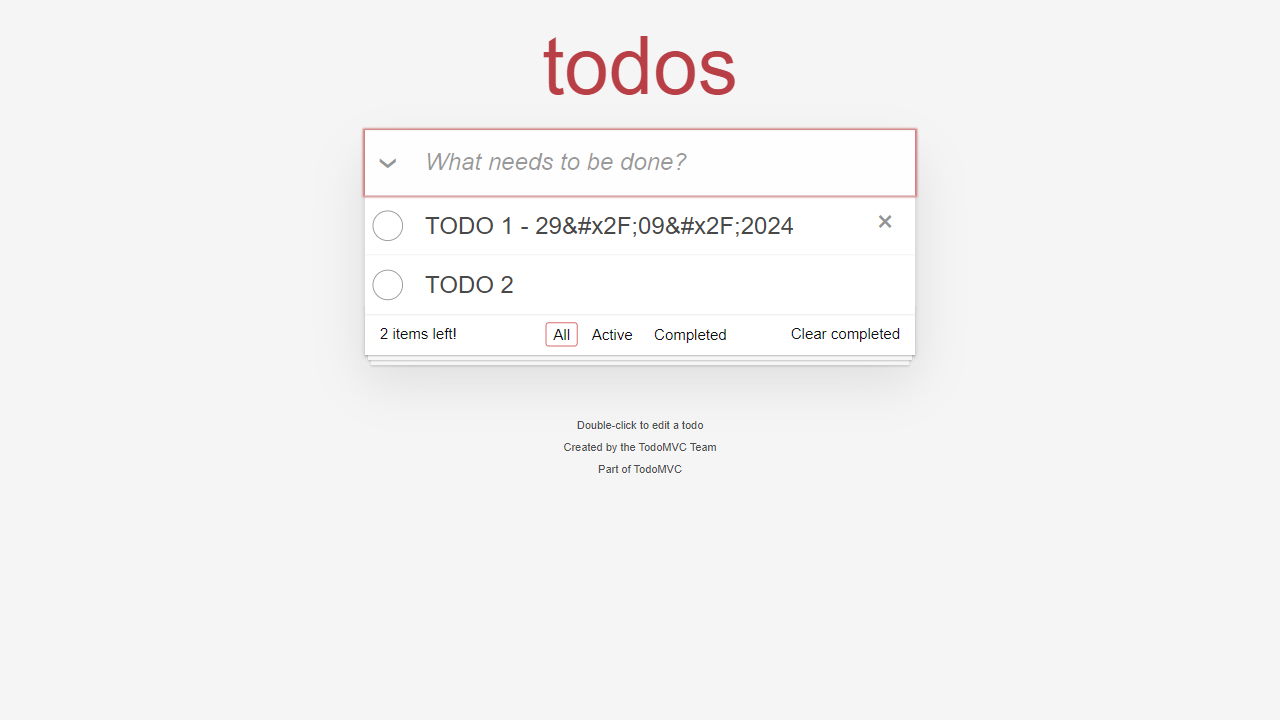 todos
What needs to be done?
TODO 1 - 29&#x2F;09&#x2F;2024
TODO 2
2 items left! All Active Completed Clear completed
Double-click to edit a todo
Created by the TodoMVC Team
Part of TodoMVC